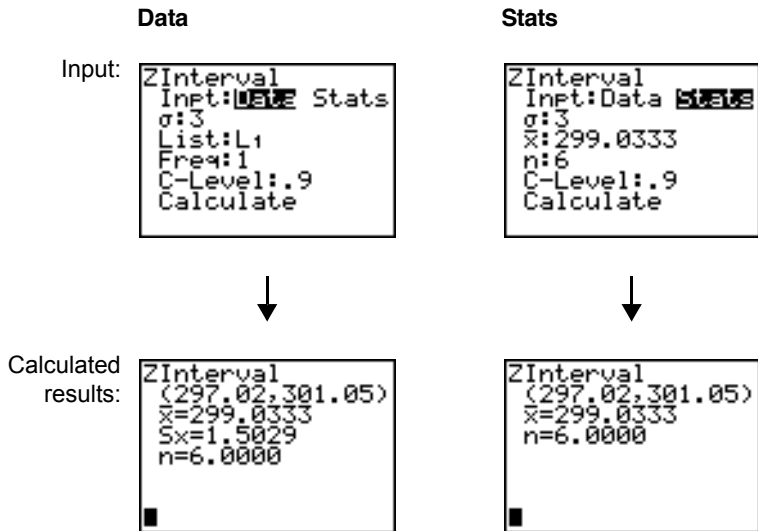 Data
Stats
Input:
ZInterval
Inpt:Data Stats
σ:3
List:L₁
Freq:1
C-Level:.9
Calculate
ZInterval
Inpt:Data Stats
σ:3
x̄:299.0333
n:6
C-Level:.9
Calculate
Calculated
results:
ZInterval
(297.02,301.05)
x̄=299.0333
Sx=1.5029
n=6.0000
ZInterval
(297.02,301.05)
x̄=299.0333
n=6.0000